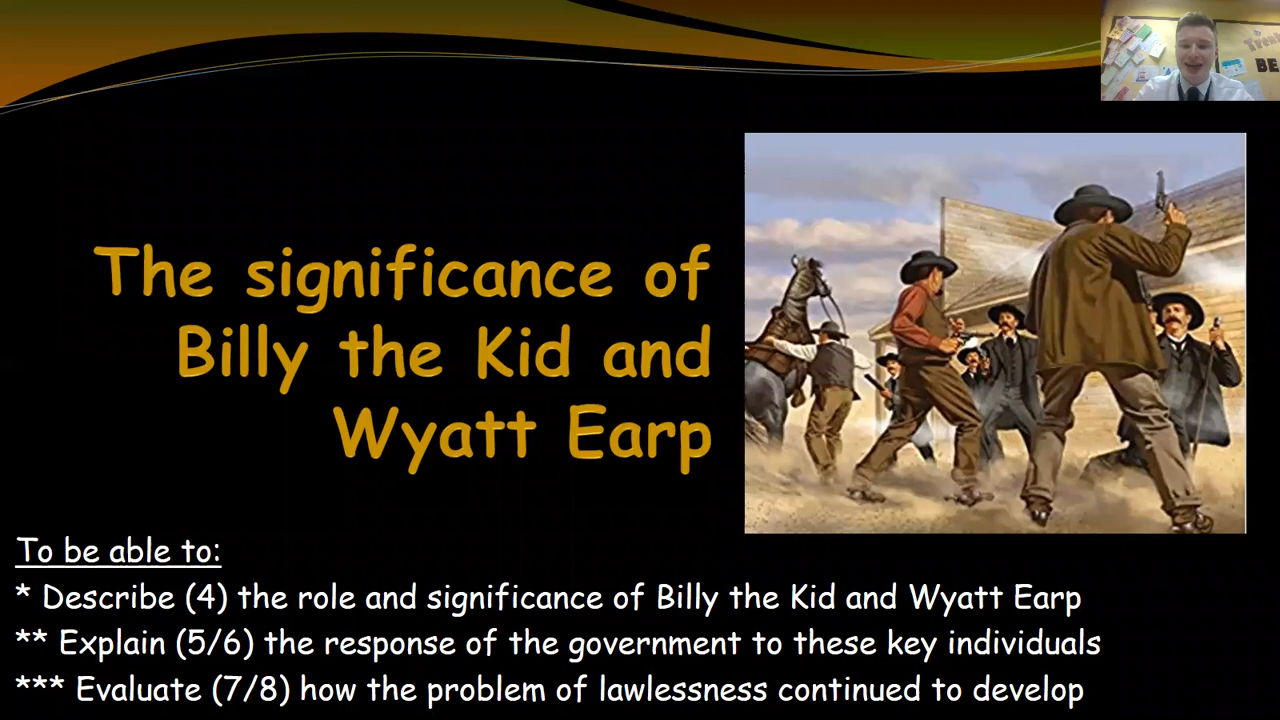 The significance of
Billy the Kid and
Wyatt Earp
To be able to:
* Describe (4) the role and significance of Billy the Kid and Wyatt Earp
** Explain (5/6) the response of the government to these key individuals
*** Evaluate (7/8) how the problem of lawlessness continued to develop
BE